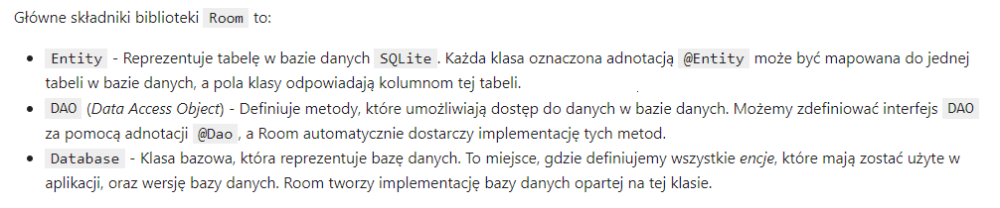 Główne składniki biblioteki Room to:
• Entity - Reprezentuje tabelę w bazie danych SQLite. Każda klasa oznaczona adnotacją @Entity może być mapowana do jednej
tabeli w bazie danych, a pola klasy odpowiadają kolumnom tej tabeli.
• DAO (Data Access Object) - Definiuje metody, które umożliwiają dostęp do danych w bazie danych. Możemy zdefiniować interfejs DAO
za pomocą adnotacji @Dao, a Room automatycznie dostarczy implementację tych metod.
• Database - Klasa bazowa, która reprezentuje bazę danych. To miejsce, gdzie definiujemy wszystkie encje, które mają zostać użyte w
aplikacji, oraz wersję bazy danych. Room tworzy implementację bazy danych opartej na tej klasie.